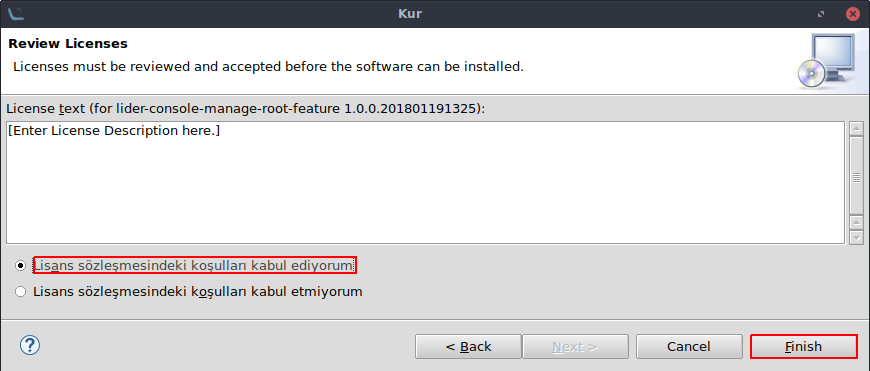 Kur
Review Licenses
Licenses must be reviewed and accepted before the software can be installed.
License text (for lider-console-manage-root-feature 1.0.0.201801191325):
[Enter License Description here.]
Lisans sözleşmesindeki koşulları kabul ediyorum
Lisans sözleşmesindeki koşulları kabul etmiyorum
?
< Back
Next >
Cancel
Finish